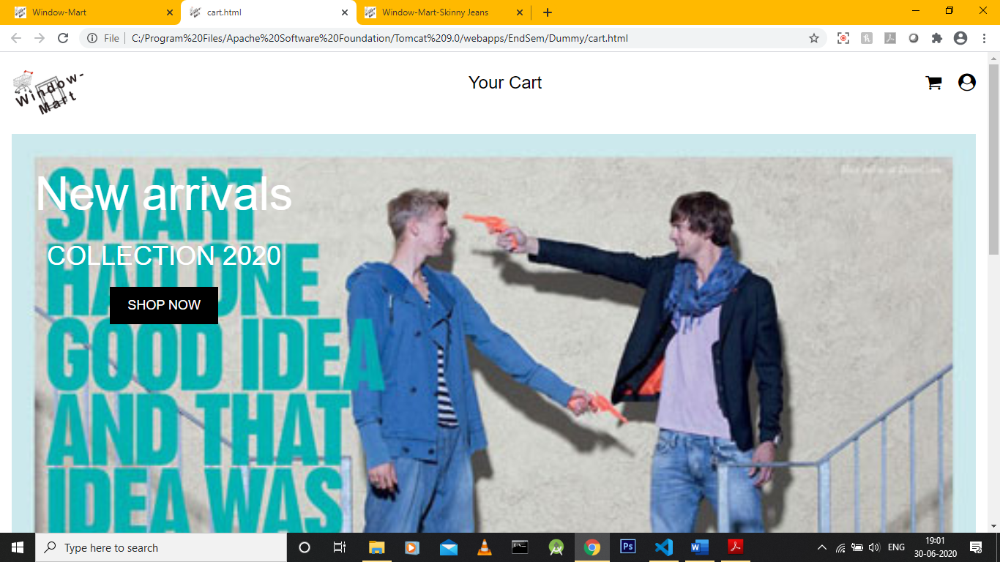 Window-Mart
cart.html
Window-Mart-Skinny Jeans
File
C:/Program%20Files/Apache%20Software%20Foundation/Tomcat%209.0/webapps/EndSem/Dummy/cart.html
Window-
Mart
Your Cart
New arrivals
COLLECTION 2020
SHOP NOW
SMART
HAD ONE
GOOD IDEA
AND THAT
IDEA WAS
Type here to search
ENG
19:01
30-06-2020